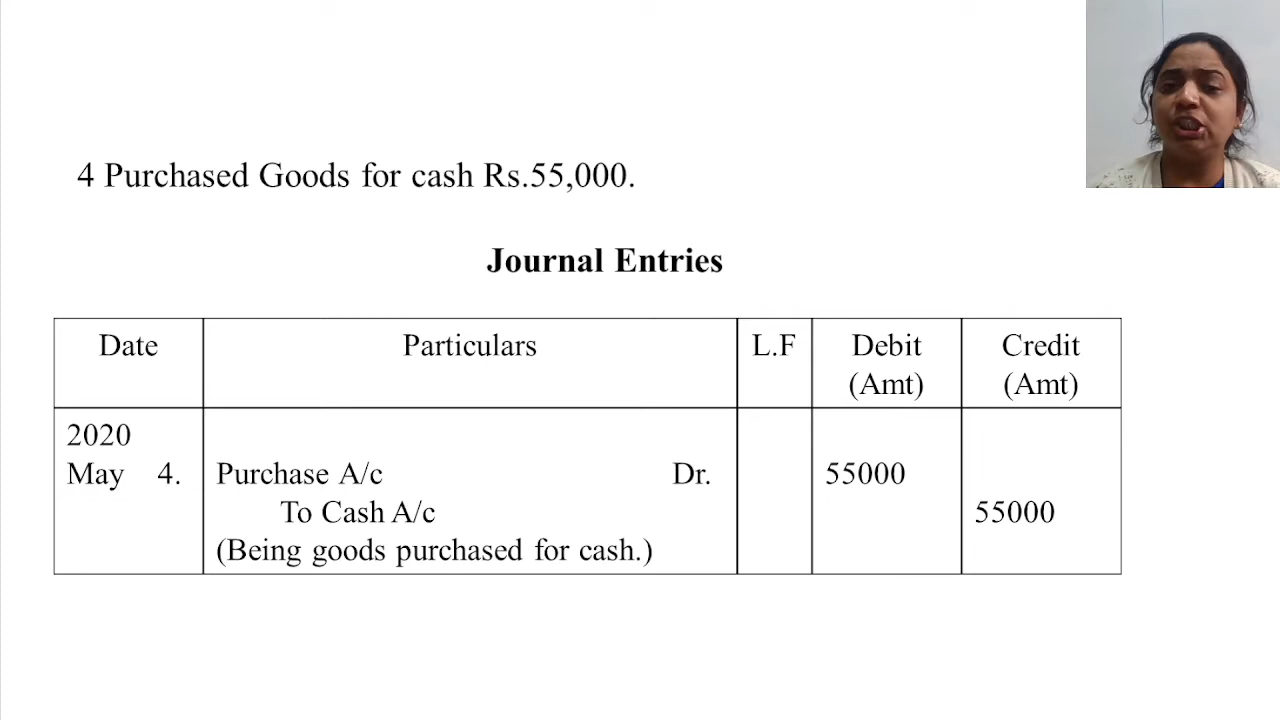 4 Purchased Goods for cash Rs.55,000.
Journal Entries
Date Particulars L.F Debit (Amt) Credit (Amt)
2020
May 4. Purchase A/c Dr. 55000
To Cash A/c 55000
(Being goods purchased for cash.)